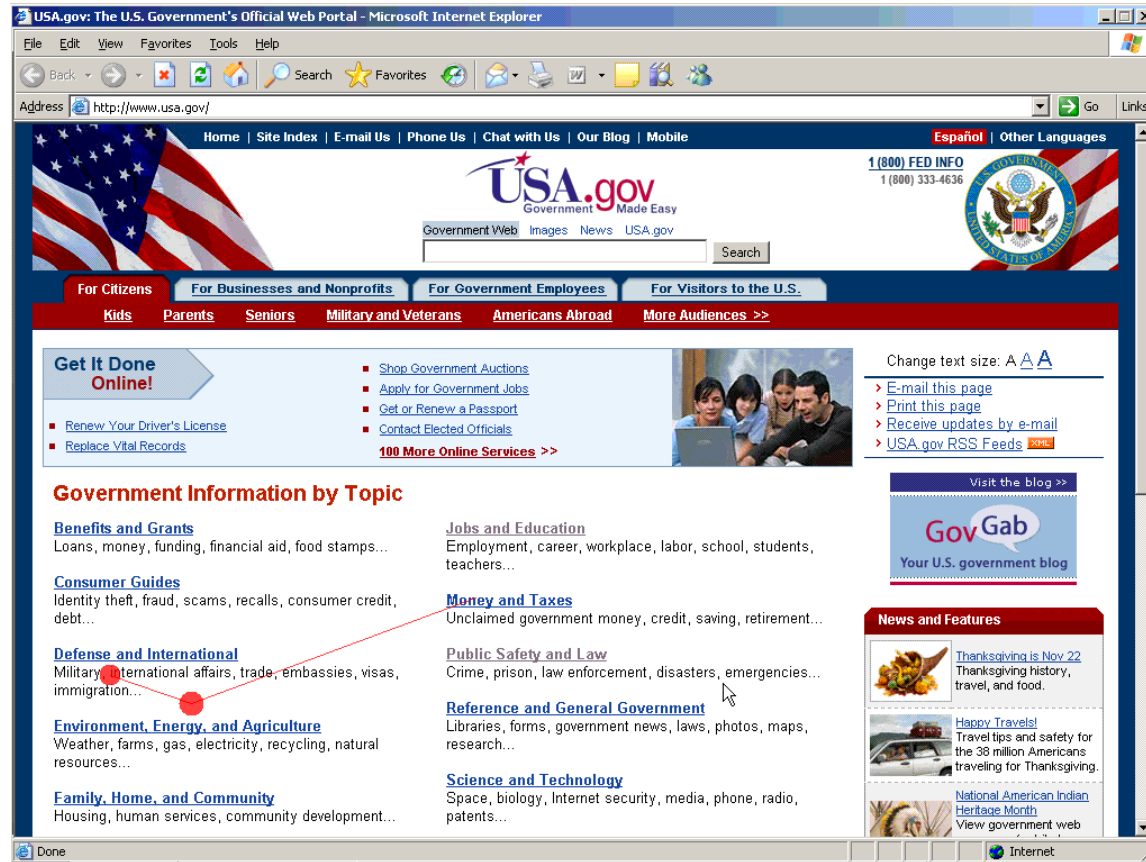 USA.gov: The U.S. Government's Official Web Portal - Microsoft Internet Explorer
File Edit View Favorites Tools Help
Back Search Favorites
Address http://www.usa.gov/ Go Links
Home | Site Index | E-mail Us | Phone Us | Chat with Us | Our Blog | Mobile Español | Other Languages
USA.gov
Government Made Easy
1 (800) FED INFO
1 (800) 333-4636
Government Web Images News USA.gov
Search
For Citizens For Businesses and Nonprofits For Government Employees For Visitors to the U.S.
Kids Parents Seniors Military and Veterans Americans Abroad More Audiences >>
Get It Done
Online!
Renew Your Driver's License
Replace Vital Records
Shop Government Auctions
Apply for Government Jobs
Get or Renew a Passport
Contact Elected Officials
100 More Online Services >>
Change text size: A A A
E-mail this page
Print this page
Receive updates by e-mail
USA.gov RSS Feeds XML
Visit the blog >>
Gov Gab
Your U.S. government blog
Government Information by Topic
Benefits and Grants
Loans, money, funding, financial aid, food stamps...
Consumer Guides
Identity theft, fraud, scams, recalls, consumer credit,
debt...
Defense and International
Military, international affairs, trade, embassies, visas,
immigration...
Environment, Energy, and Agriculture
Weather, farms, gas, electricity, recycling, natural
resources...
Family, Home, and Community
Housing, human services, community development...
Jobs and Education
Employment, career, workplace, labor, school, students,
teachers...
Money and Taxes
Unclaimed government money, credit, saving, retirement...
Public Safety and Law
Crime, prison, law enforcement, disasters, emergencies...
Reference and General Government
Libraries, forms, government news, laws, photos, maps,
research...
Science and Technology
Space, biology, Internet security, media, phone, radio,
patents...
News and Features
Thanksgiving is Nov 22
Thanksgiving history,
travel, and food.
Happy Travels!
Travel tips and safety for
the 38 million Americans
traveling for Thanksgiving.
National American Indian
Heritage Month
View government web
Done Internet